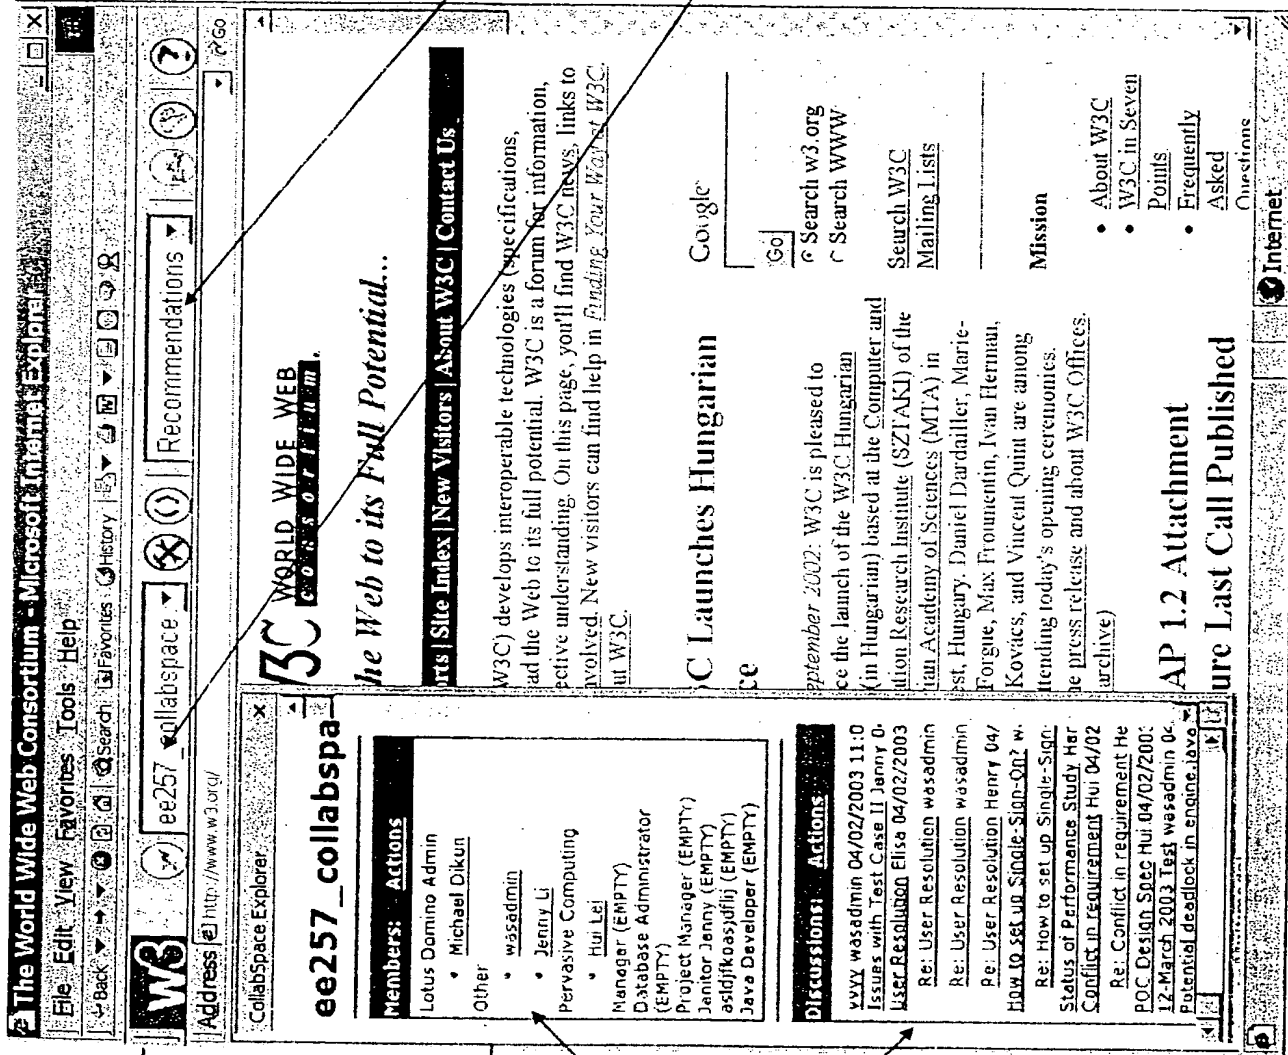 The World Wide Web Consortium - Microsoft Internet Explorer
File Edit View Favorites Tools Help
Back Search Favorites History
W3 ee257_collabspace Recommendations ?
Address http://www.w3.org/ Go
CollabSpace Explorer x
ee257_collabspa
Members: Actions
Lotus Domino Admin
• Michael Dikun
Other
• wasadmin
• Jenny Li
Pervasive Computing
• Hui Lei
Manager (EMPTY)
Database Administrator
(EMPTY)
Project Manager (EMPTY)
Janitor Jenny (EMPTY)
asldjfkpasjdflij (EMPTY)
Java Developer (EMPTY)
Discussions: Actions
yyyy wasadmin 04/02/2003 11:0
Issues with Test Case II Jenny 0
User Resolution Elisa 04/02/2003
Re: User Resolution wasadmin
Re: User Resolution wasadmin
Re: User Resolution Henry 04/
How to set up Single-Sign-On? w
Re: How to set up Single-Sign-
Status of Performance Study Her
Conflict in requirement Hui 04/02
Re: Conflict in requirement He
POC Design Spec Hui 04/02/200
12-March 2003 Test wasadmin 04
Potential deadlock in engine.java
/3C WORLD WIDE WEB
consortium
he Web to its Full Potential...
orts | Site Index | New Visitors | About W3C | Contact Us
W3C) develops interoperable technologies (specifications,
ad the Web to its full potential. W3C is a forum for information,
ective understanding. On this page, you'll find W3C news, links to
nvolved. New visitors can find help in Finding Your Way at W3C.
ut W3C.
C Launches Hungarian
ce
eptember 2002: W3C is pleased to
ce the launch of the W3C Hungarian
(in Hungarian) based at the Computer and
ution Research Institute (SZTAKI) of the
ian Academy of Sciences (MTA) in
est, Hungary. Daniel Dardailler, Marie-
Forgue, Max Froumentin, Ivan Herman,
Kovacs, and Vincent Quint are among
ttending today's opening ceremonies.
e press release and about W3C Offices.
archive)
AP 1.2 Attachment
ure Last Call Published
Google
Go
Search w3.org
Search WWW
Search W3C
Mailing Lists
Mission
• About W3C
• W3C in Seven
Points
• Frequently
Asked
Questions
Internet